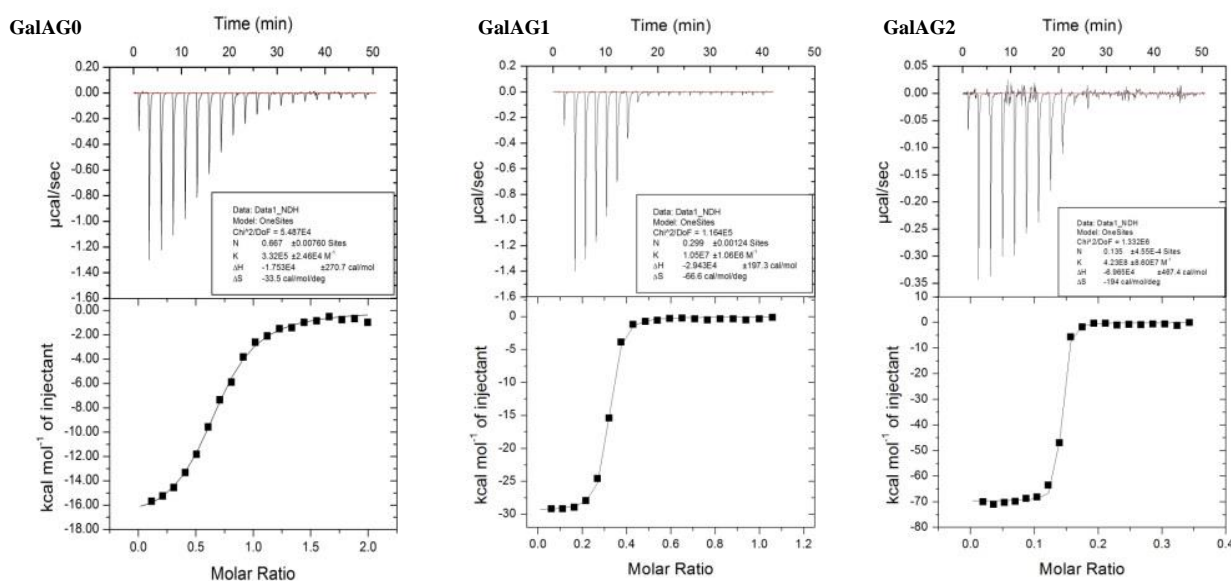 GalAG0
Time (min)
0 10 20 30 40 50
0.20
0.00
-0.20
-0.40
-0.60
-0.80
-1.00
-1.20
-1.40
-1.60
µcal/sec
Data: Data1_NDH
Model: OneSites
Chi^2/DoF = 5.487E4
N 0.667 ±0.00760 Sites
K 3.32E5 ±2.46E4 M⁻¹
ΔH -1.753E4 ±270.7 cal/mol
ΔS -33.5 cal/mol/deg
0.00
-2.00
-4.00
-6.00
-8.00
-10.00
-12.00
-14.00
-16.00
-18.00
kcal mol⁻¹ of injectant
0.0 0.5 1.0 1.5 2.0
Molar Ratio
GalAG1
Time (min)
0 10 20 30 40 50
0.2
0.0
-0.2
-0.4
-0.6
-0.8
-1.0
-1.2
-1.4
-1.6
µcal/sec
Data: Data1_NDH
Model: OneSites
Chi^2/DoF = 1.164E5
N 0.299 ±0.00124 Sites
K 1.05E7 ±1.06E6 M⁻¹
ΔH -2.943E4 ±197.3 cal/mol
ΔS -66.6 cal/mol/deg
0
-5
-10
-15
-20
-25
-30
kcal mol⁻¹ of injectant
0.0 0.2 0.4 0.6 0.8 1.0 1.2
Molar Ratio
GalAG2
Time (min)
0 10 20 30 40 50
0.05
0.00
-0.05
-0.10
-0.15
-0.20
-0.25
-0.30
-0.35
µcal/sec
Data: Data1_NDH
Model: OneSites
Chi^2/DoF = 1.332E6
N 0.135 ±4.55E-4 Sites
K 4.23E8 ±8.60E7 M⁻¹
ΔH -6.965E4 ±467.4 cal/mol
ΔS -194 cal/mol/deg
10
0
-10
-20
-30
-40
-50
-60
-70
-80
kcal mol⁻¹ of injectant
0.0 0.1 0.2 0.3 0.4
Molar Ratio